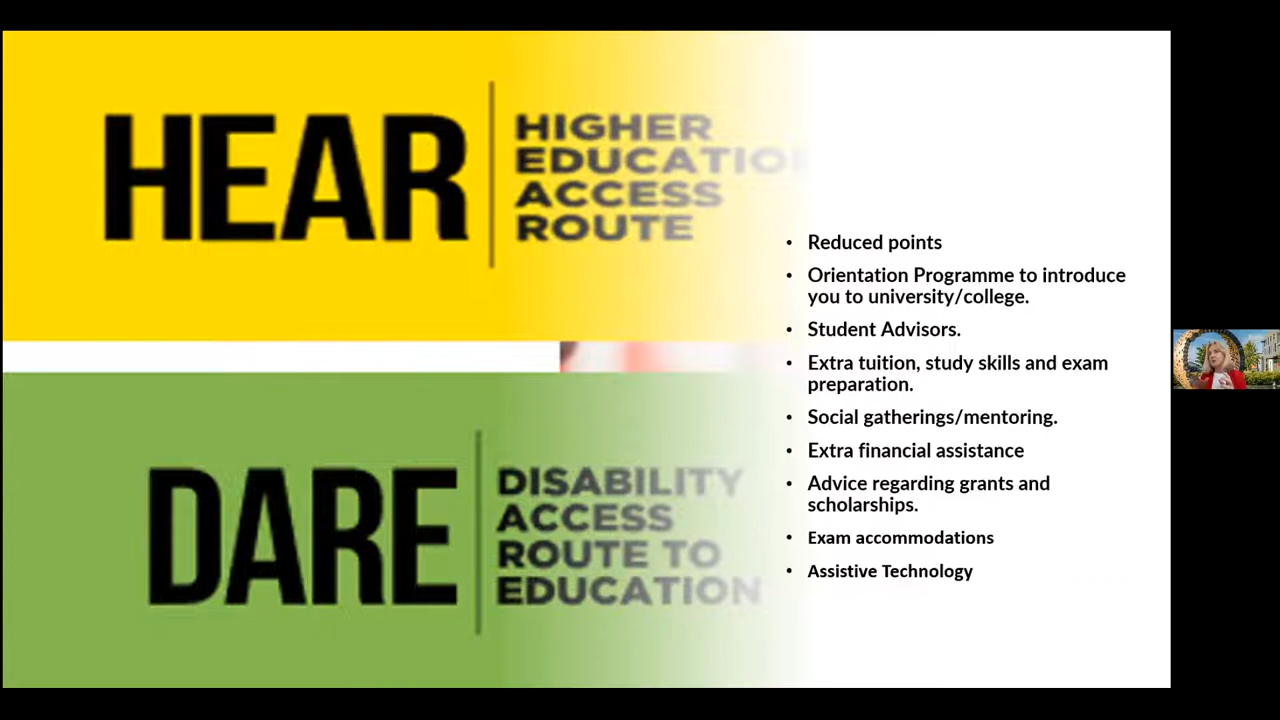 HEAR
HIGHER
EDUCATION
ACCESS
ROUTE
DARE
DISABILITY
ACCESS
ROUTE TO
EDUCATION
• Reduced points
• Orientation Programme to introduce
you to university/college.
• Student Advisors.
• Extra tuition, study skills and exam
preparation.
• Social gatherings/mentoring.
• Extra financial assistance
• Advice regarding grants and
scholarships.
• Exam accommodations
• Assistive Technology